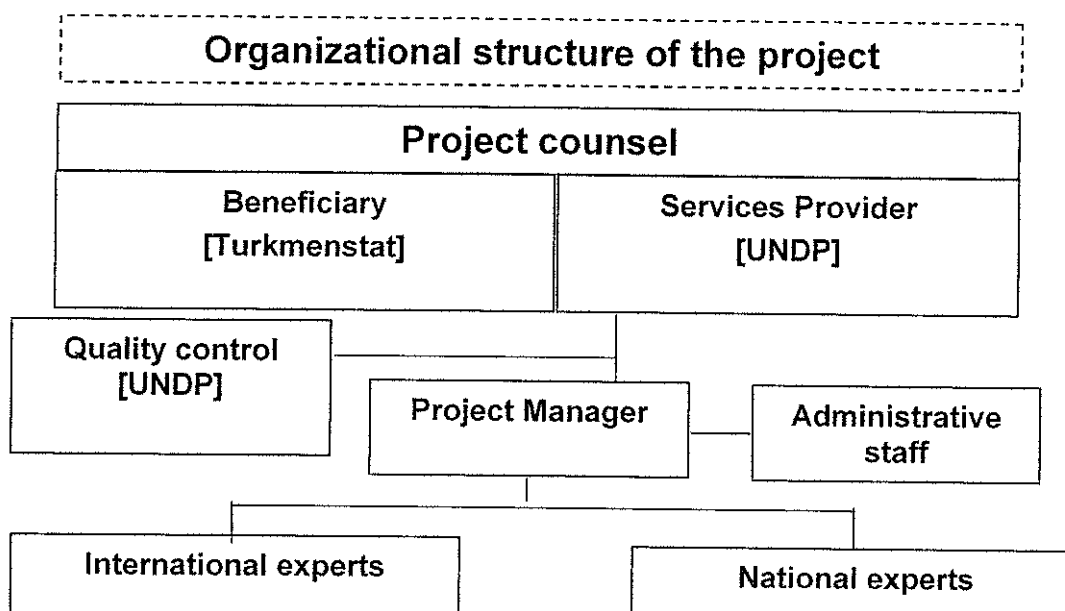 Organizational structure of the project
Project counsel
Beneficiary
[Turkmenstat]
Services Provider
[UNDP]
Quality control
[UNDP]
Project Manager
Administrative
staff
International experts
National experts